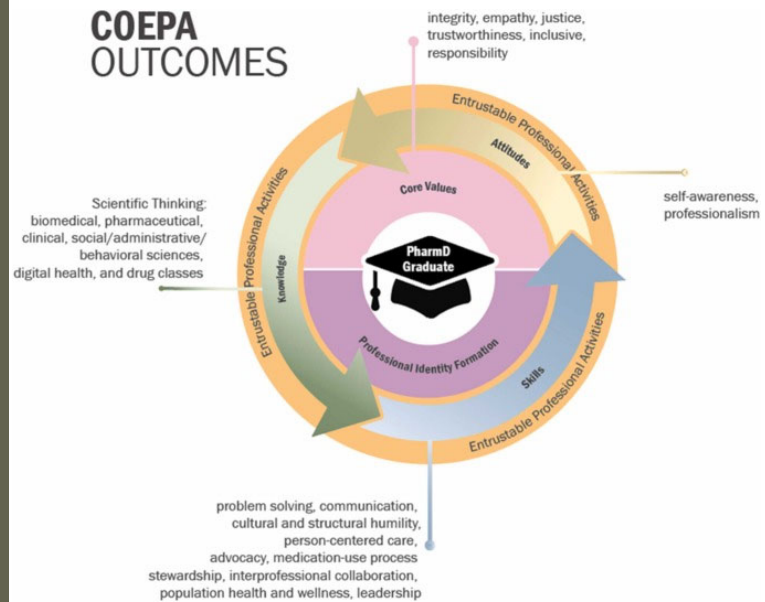 COEPA
OUTCOMES
integrity, empathy, justice,
trustworthiness, inclusive,
responsibility
Entrustable Professional Activities
Attitudes
Core Values
self-awareness,
professionalism
Scientific Thinking:
biomedical, pharmaceutical,
clinical, social/administrative/
behavioral sciences,
digital health, and drug classes
Entrustable Professional Activities
Knowledge
PharmD
Graduate
Professional Identity Formation
Skills
Entrustable Professional Activities
problem solving, communication,
cultural and structural humility,
person-centered care,
advocacy, medication-use process
stewardship, interprofessional collaboration,
population health and wellness, leadership